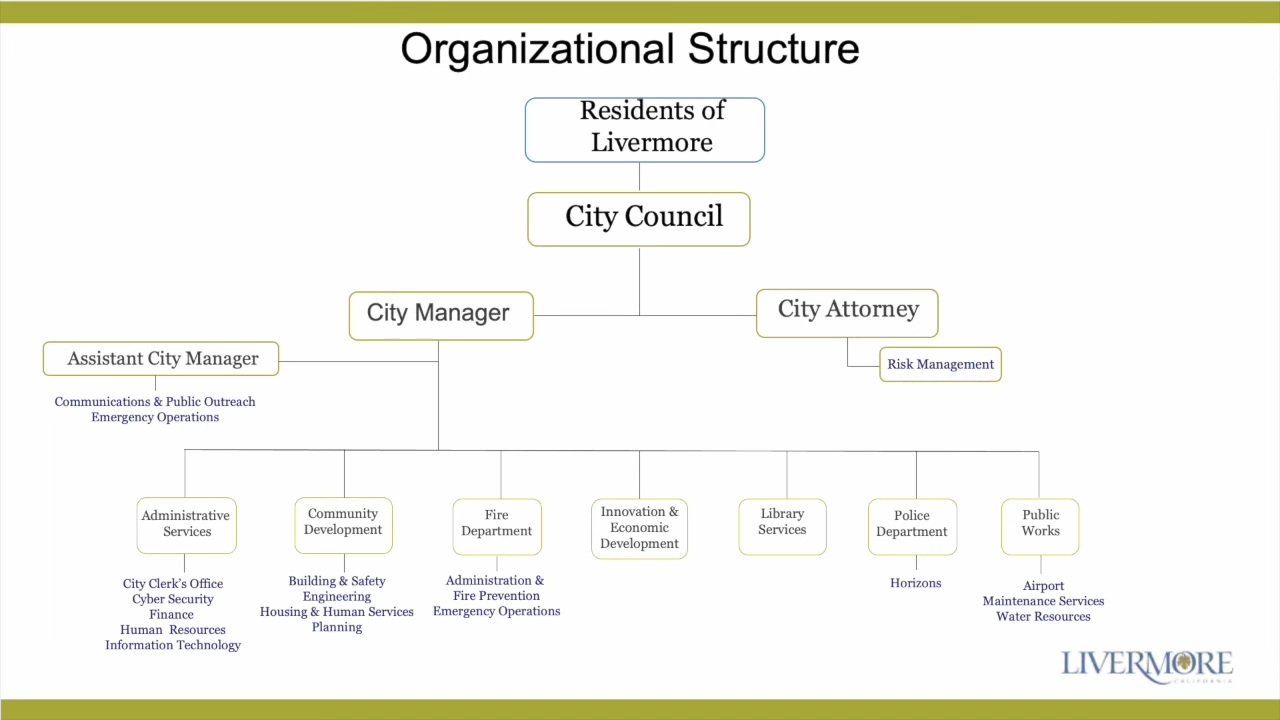 Organizational Structure
Residents of
Livermore
City Council
City Manager
City Attorney
Assistant City Manager
Risk Management
Communications & Public Outreach
Emergency Operations
Administrative
Services
City Clerk's Office
Cyber Security
Finance
Human Resources
Information Technology
Community
Development
Building & Safety
Engineering
Housing & Human Services
Planning
Fire
Department
Administration &
Fire Prevention
Emergency Operations
Innovation &
Economic
Development
Library
Services
Police
Department
Horizons
Public
Works
Airport
Maintenance Services
Water Resources
LIVERMORE
CALIFORNIA